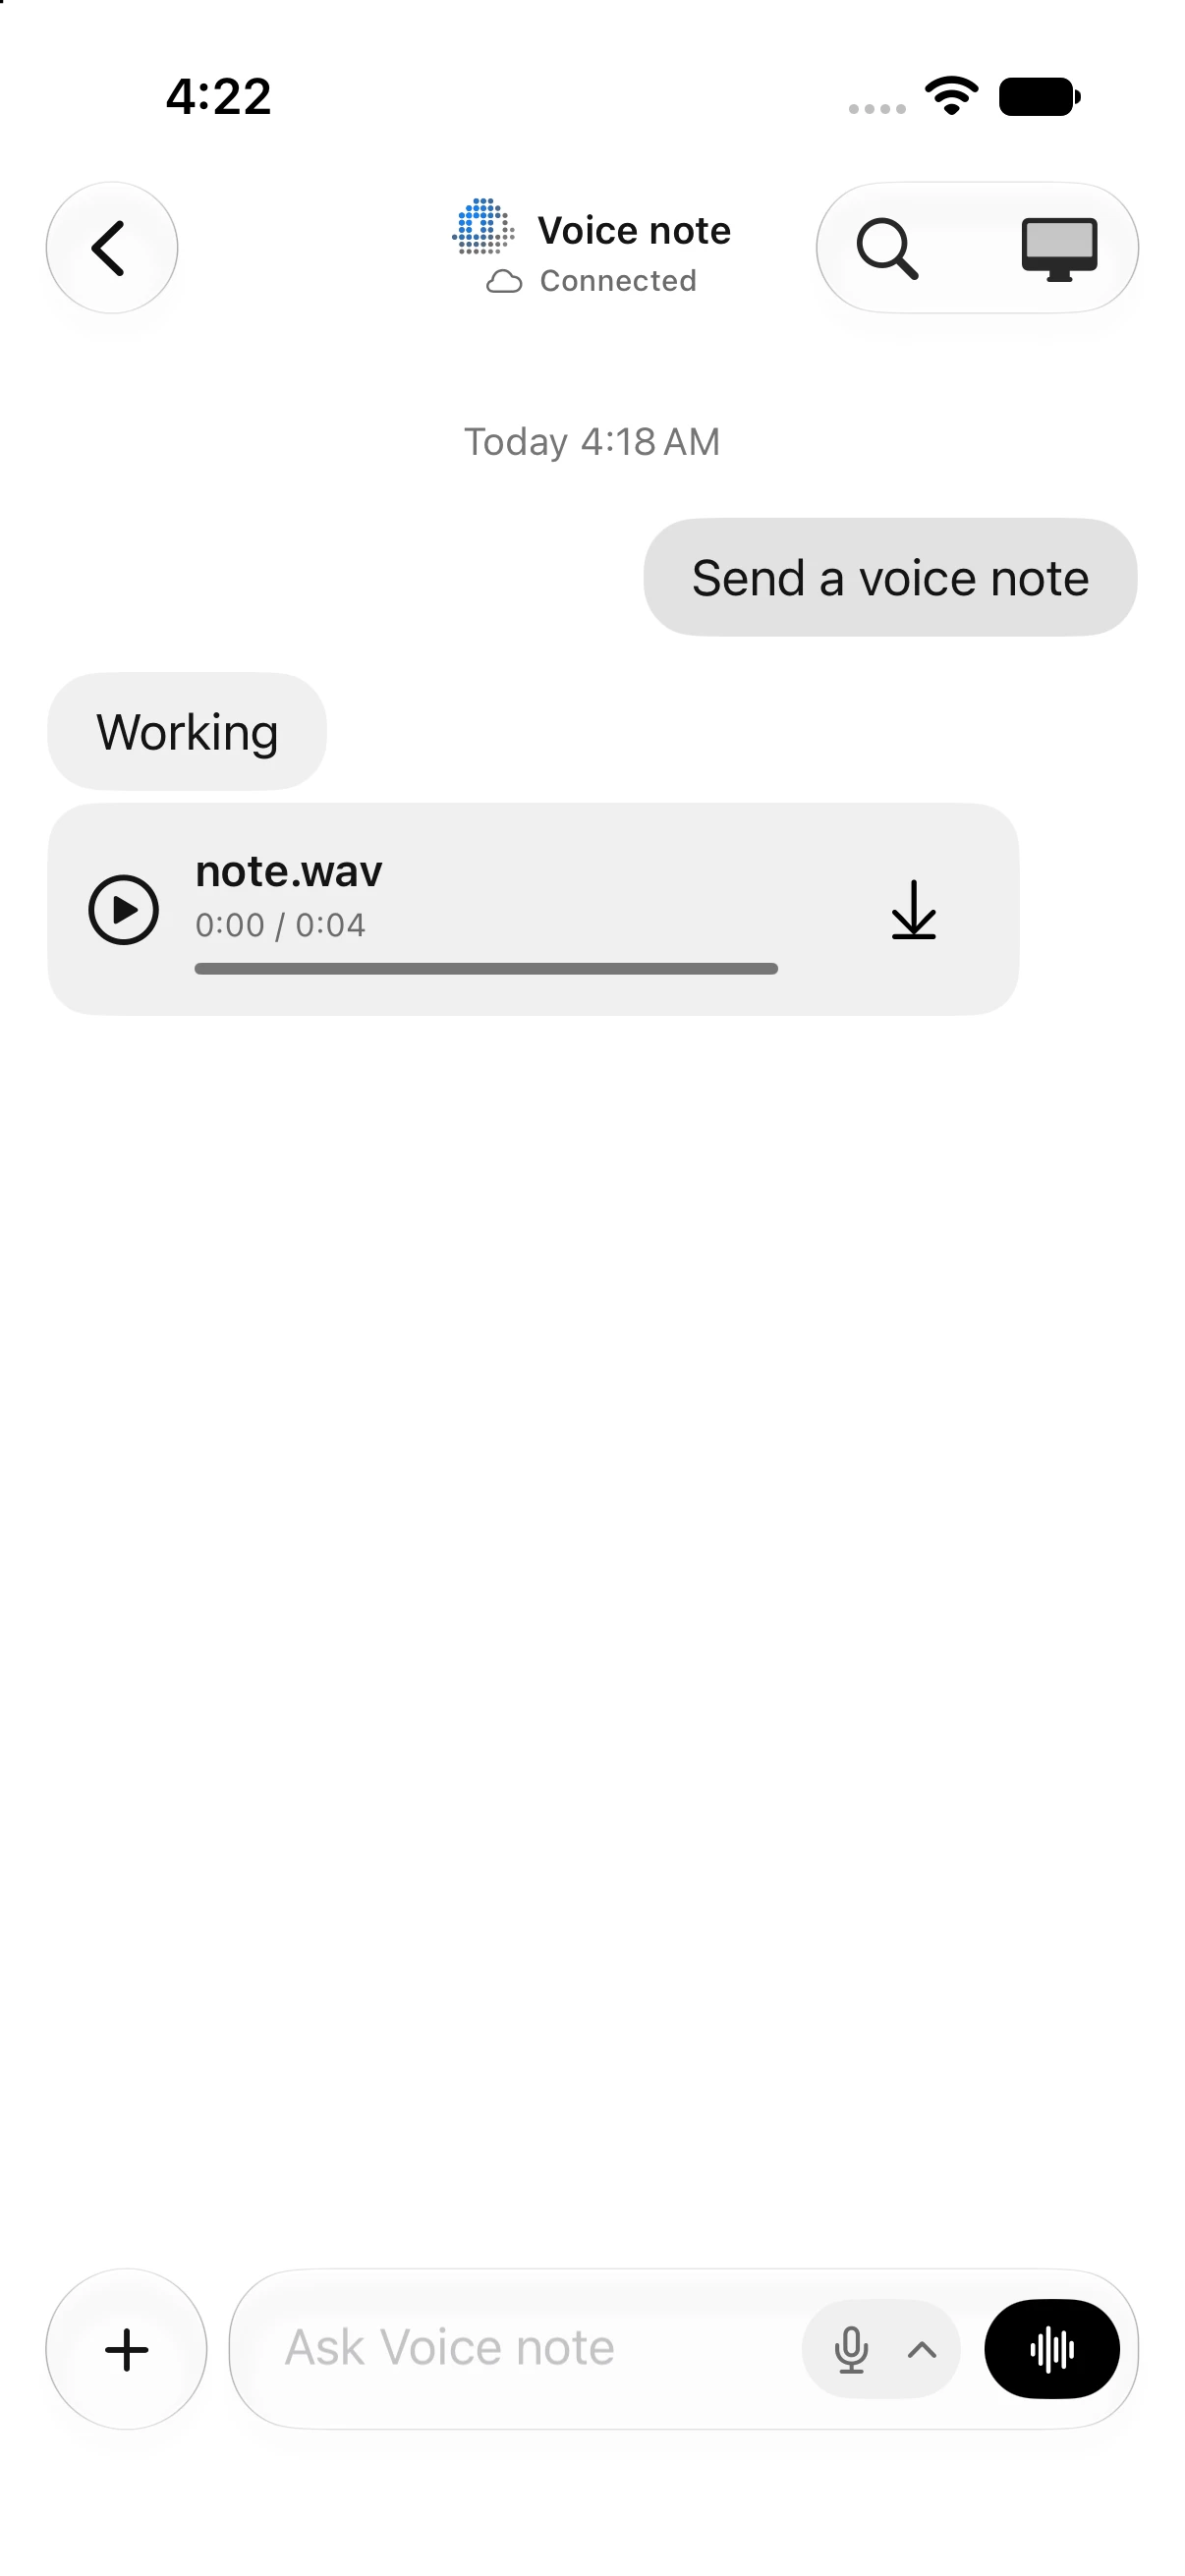 4:22
Voice note
Connected
Today 4:18 AM
Send a voice note
Working
note.wav
0:00 / 0:04
Ask Voice note